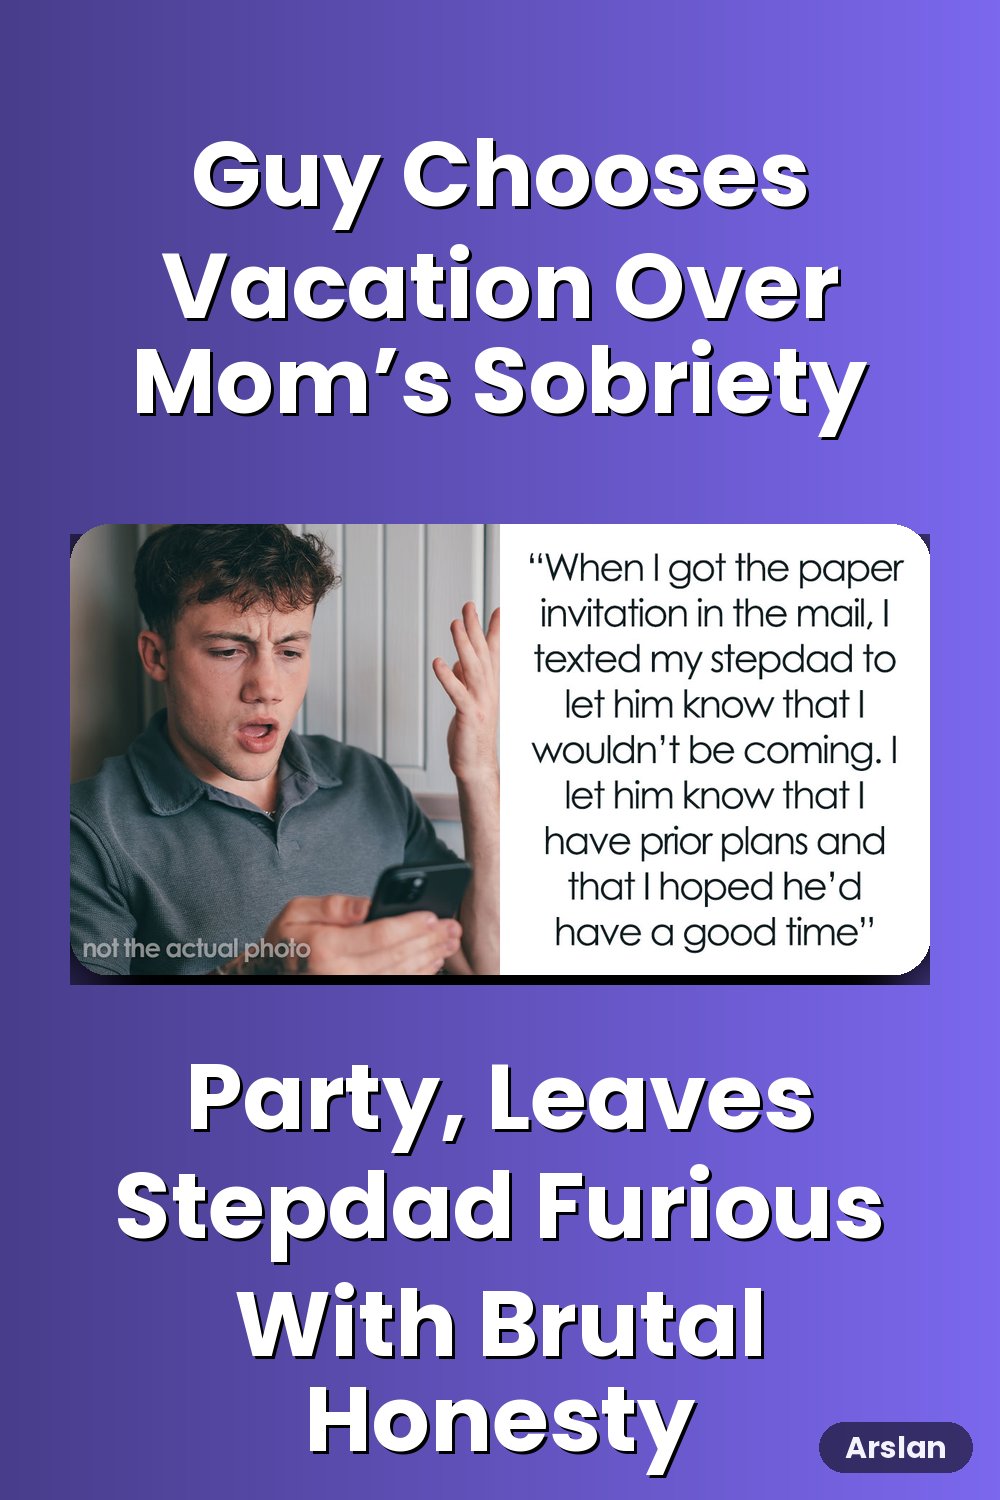 Guy Chooses
Vacation Over
Mom’s Sobriety
“When I got the paper
invitation in the mail, I
texted my stepdad to
let him know that I
wouldn’t be coming. I
let him know that I
have prior plans and
that I hoped he’d
have a good time”
not the actual photo
Party, Leaves
Stepdad Furious
With Brutal
Honesty
Arslan